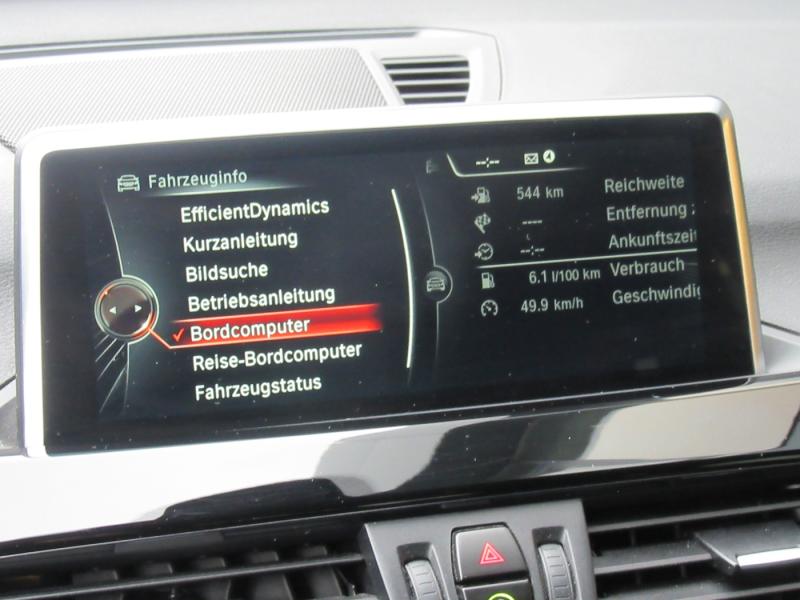 Fahrzeuginfo
EfficientDynamics
Kurzanleitung
Bildsuche
Betriebsanleitung
Bordcomputer
Reise-Bordcomputer
Fahrzeugstatus
--:--
544 km Reichweite
---- Entfernung
--:-- Ankunftszeit
6.1 l/100 km Verbrauch
49.9 km/h Geschwindig